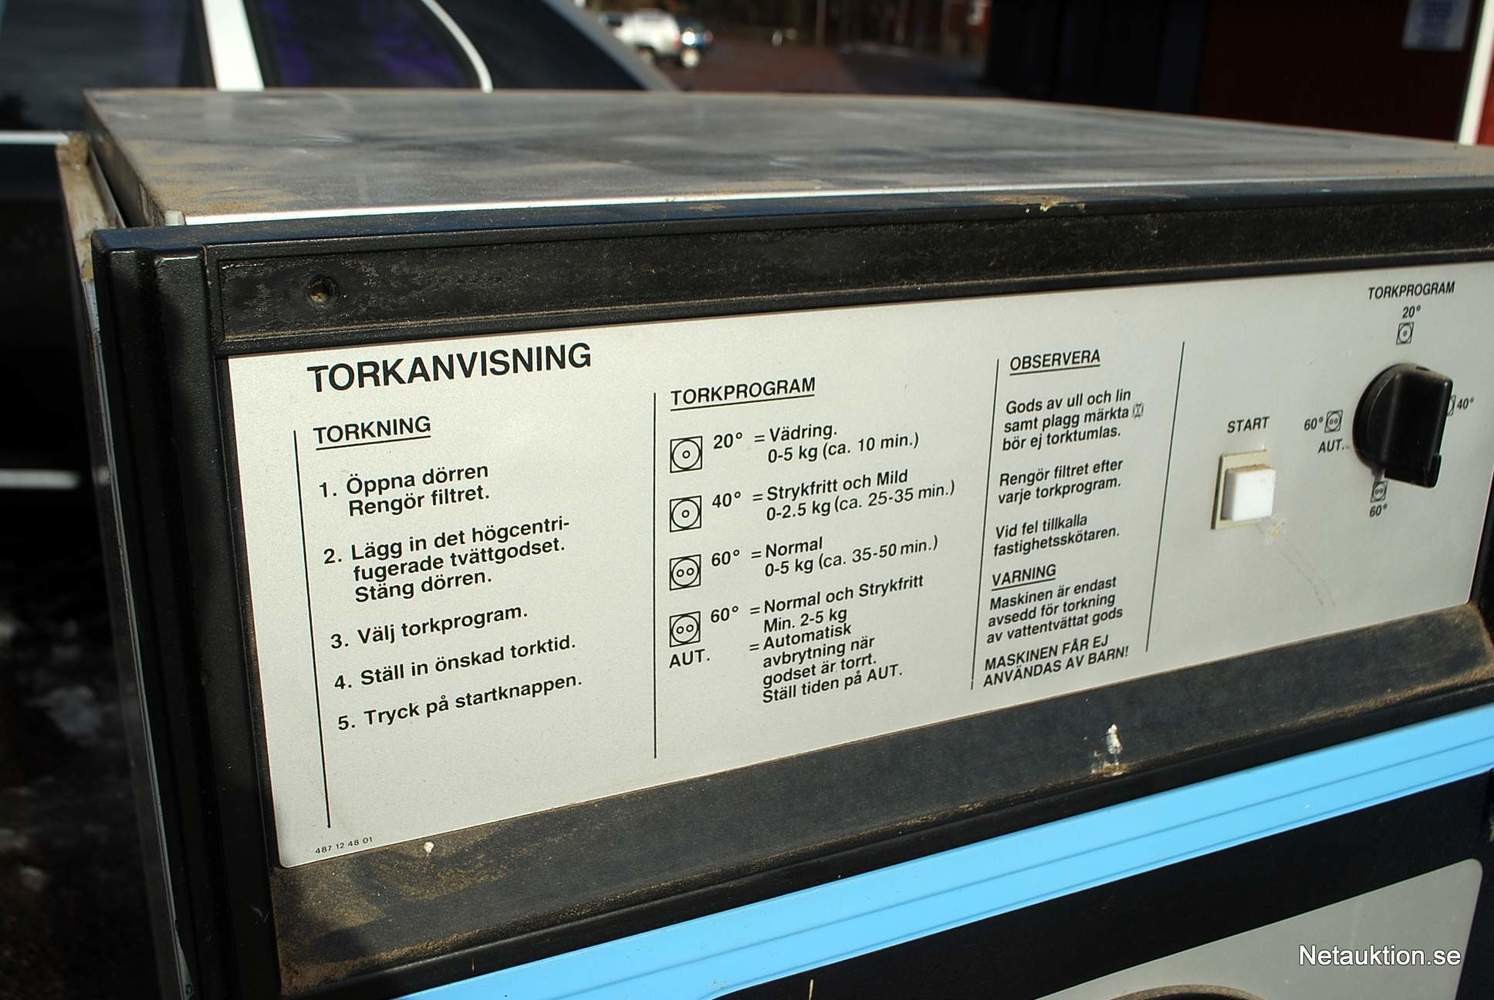 TORKANVISNING
TORKNING
1. Öppna dörren
Rengör filtret.
2. Lägg in det högcentri-
fugerade tvättgodset.
Stäng dörren.
3. Välj torkprogram.
4. Ställ in önskad torktid.
5. Tryck på startknappen.
487 12 48 01
TORKPROGRAM
20° = Vädring.
0-5 kg (ca. 10 min.)
40° = Strykfritt och Mild
0-2.5 kg (ca. 25-35 min.)
60° = Normal
0-5 kg (ca. 35-50 min.)
60° = Normal och Strykfritt
Min. 2-5 kg
AUT. = Automatisk
avbrytning när
godset är torrt.
Ställ tiden på AUT.
OBSERVERA
Gods av ull och lin
samt plagg märkta
bör ej torktumlas.
Rengör filtret efter
varje torkprogram.
Vid fel tillkalla
fastighetsskötaren.
VARNING
Maskinen är endast
avsedd för torkning
av vattentvättat gods
MASKINEN FÅR EJ
ANVÄNDAS AV BARN!
START
TORKPROGRAM
20°
40°
60°
AUT.
60°
Netauktion.se